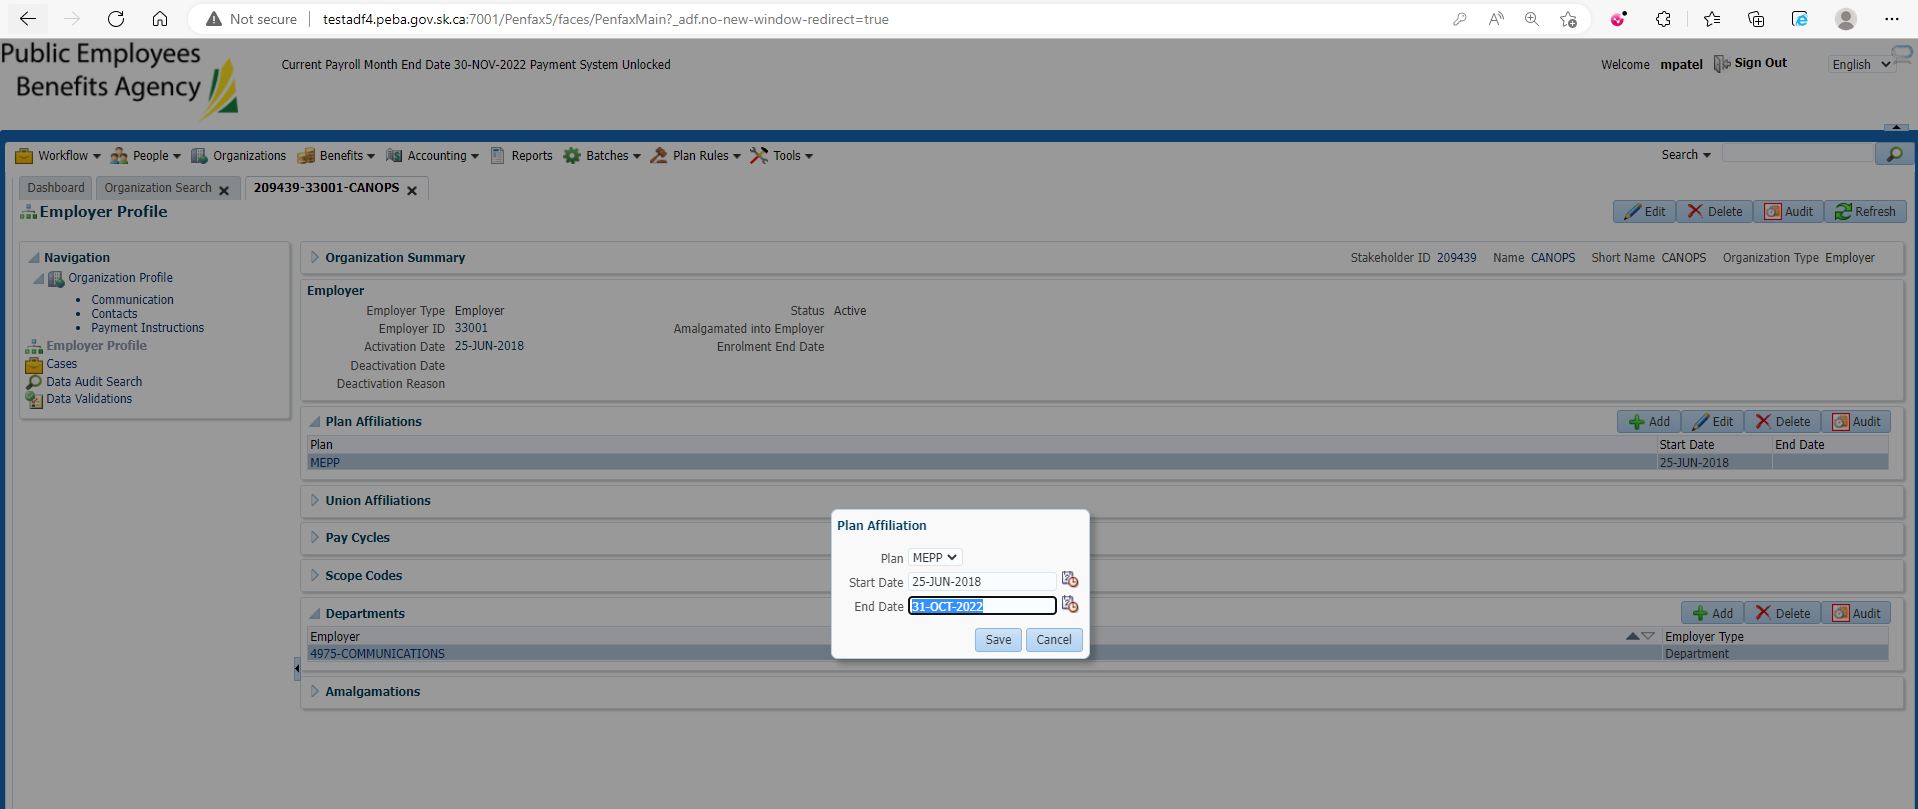 Not secure testadf4.peba.gov.sk.ca:7001/Penfax5/faces/PenfaxMain?_adf.no-new-window-redirect=true
Public Employees
Benefits Agency
Current Payroll Month End Date 30-NOV-2022 Payment System Unlocked
Welcome mpatel Sign Out English
Workflow People Organizations Benefits Accounting Reports Batches Plan Rules Tools Search
Dashboard Organization Search 209439-33001-CANOPS
Employer Profile Edit Delete Audit Refresh
Navigation
Organization Profile
Communication
Contacts
Payment Instructions
Employer Profile
Cases
Data Audit Search
Data Validations
Organization Summary Stakeholder ID 209439 Name CANOPS Short Name CANOPS Organization Type Employer
Employer
Employer Type Employer Status Active
Employer ID 33001 Amalgamated into Employer
Activation Date 25-JUN-2018 Enrolment End Date
Deactivation Date
Deactivation Reason
Plan Affiliations Add Edit Delete Audit
Plan Start Date End Date
MEPP 25-JUN-2018
Union Affiliations
Pay Cycles
Scope Codes
Departments Add Delete Audit
Employer Employer Type
4975-COMMUNICATIONS Department
Amalgamations
Plan Affiliation
Plan MEPP
Start Date 25-JUN-2018
End Date 31-OCT-2022
Save Cancel